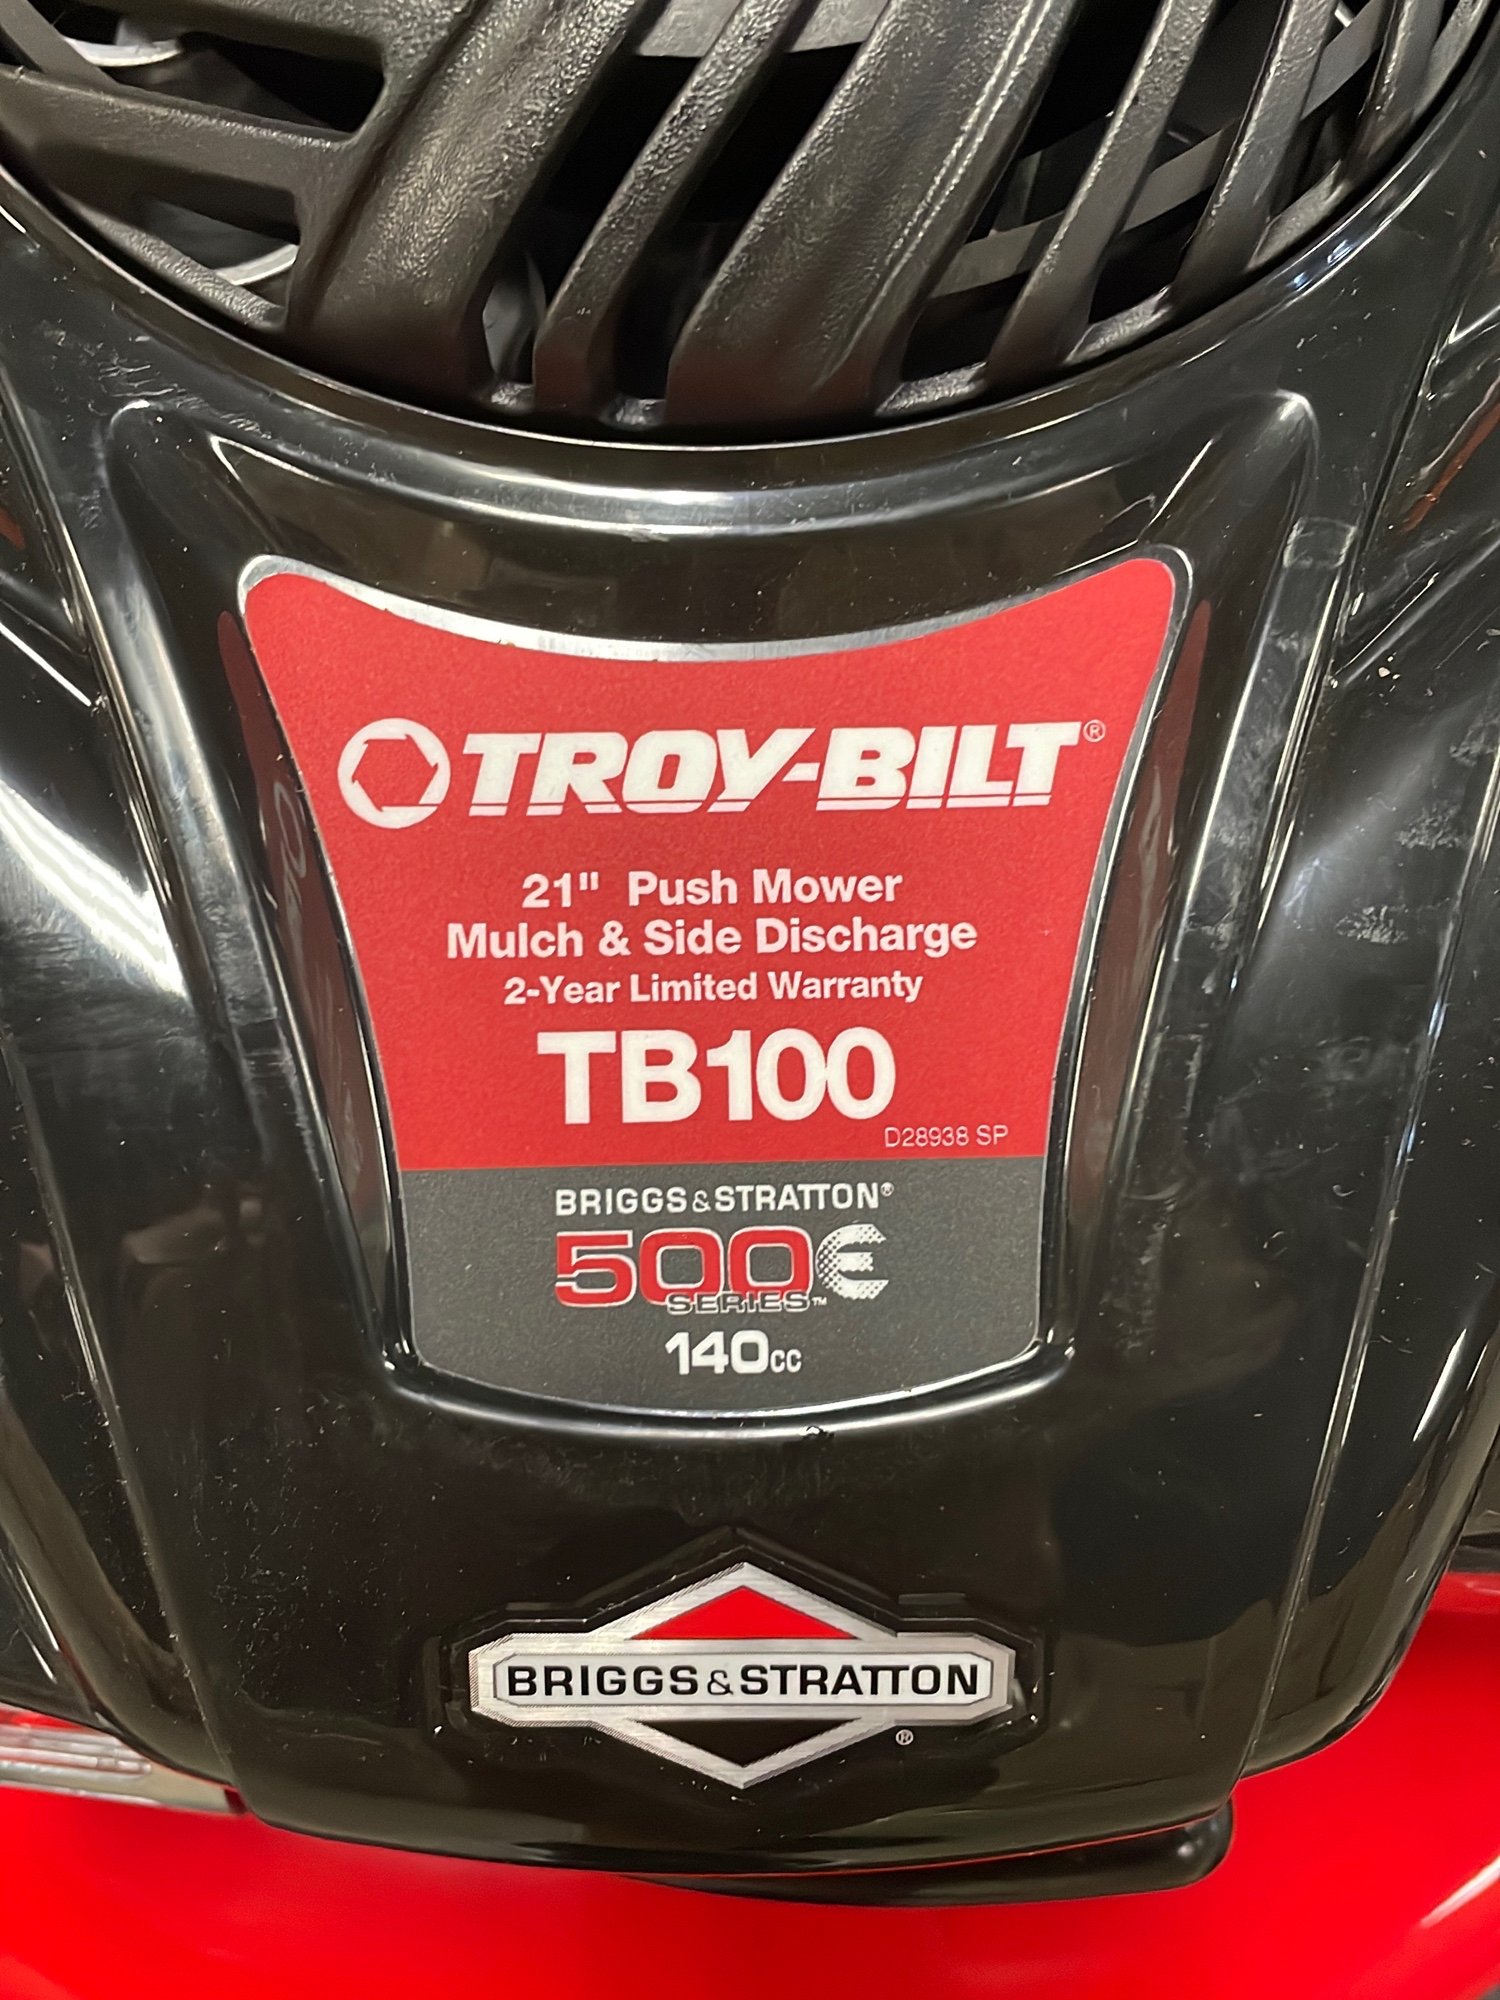 TROY-BILT®
21" Push Mower
Mulch & Side Discharge
2-Year Limited Warranty
TB100
D28938 SP
BRIGGS&STRATTON®
500E
SERIES™
140cc
BRIGGS&STRATTON
®